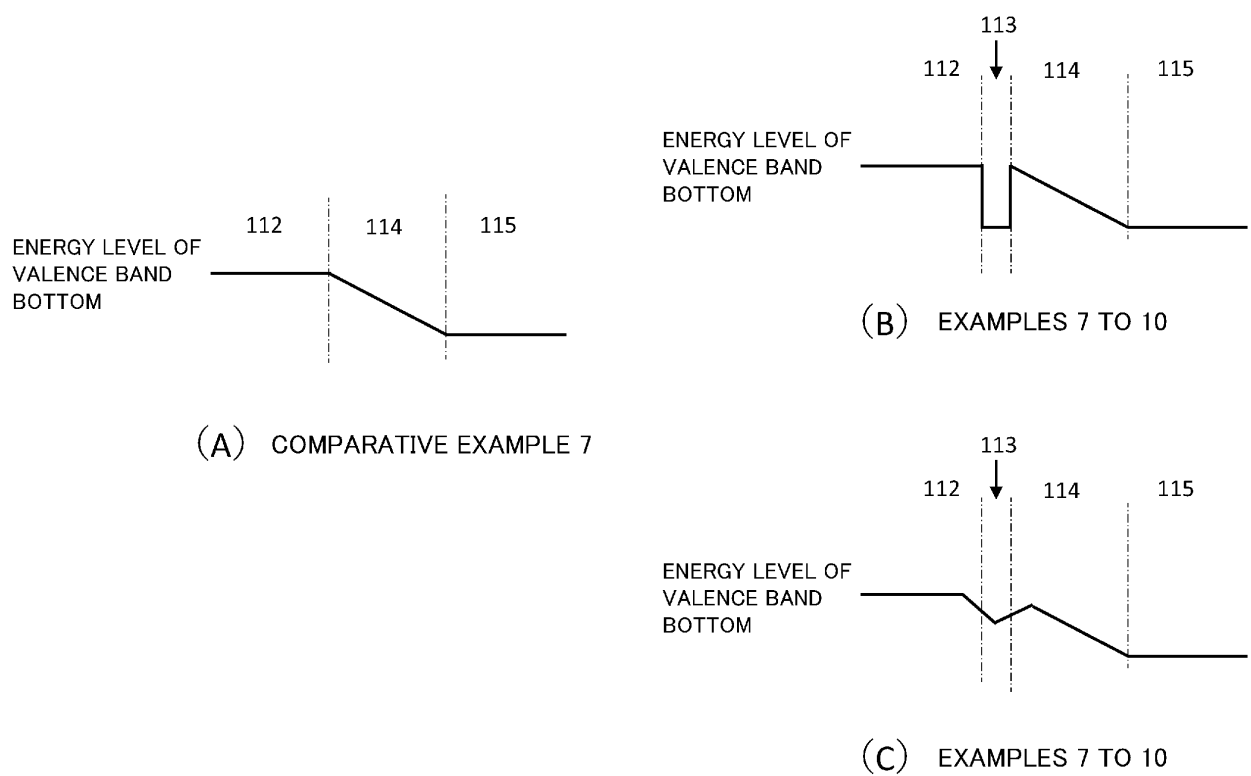 112 114 115
ENERGY LEVEL OF
VALENCE BAND
BOTTOM
(A) COMPARATIVE EXAMPLE 7
113
112 114 115
ENERGY LEVEL OF
VALENCE BAND
BOTTOM
(B) EXAMPLES 7 TO 10
113
112 114 115
ENERGY LEVEL OF
VALENCE BAND
BOTTOM
(C) EXAMPLES 7 TO 10